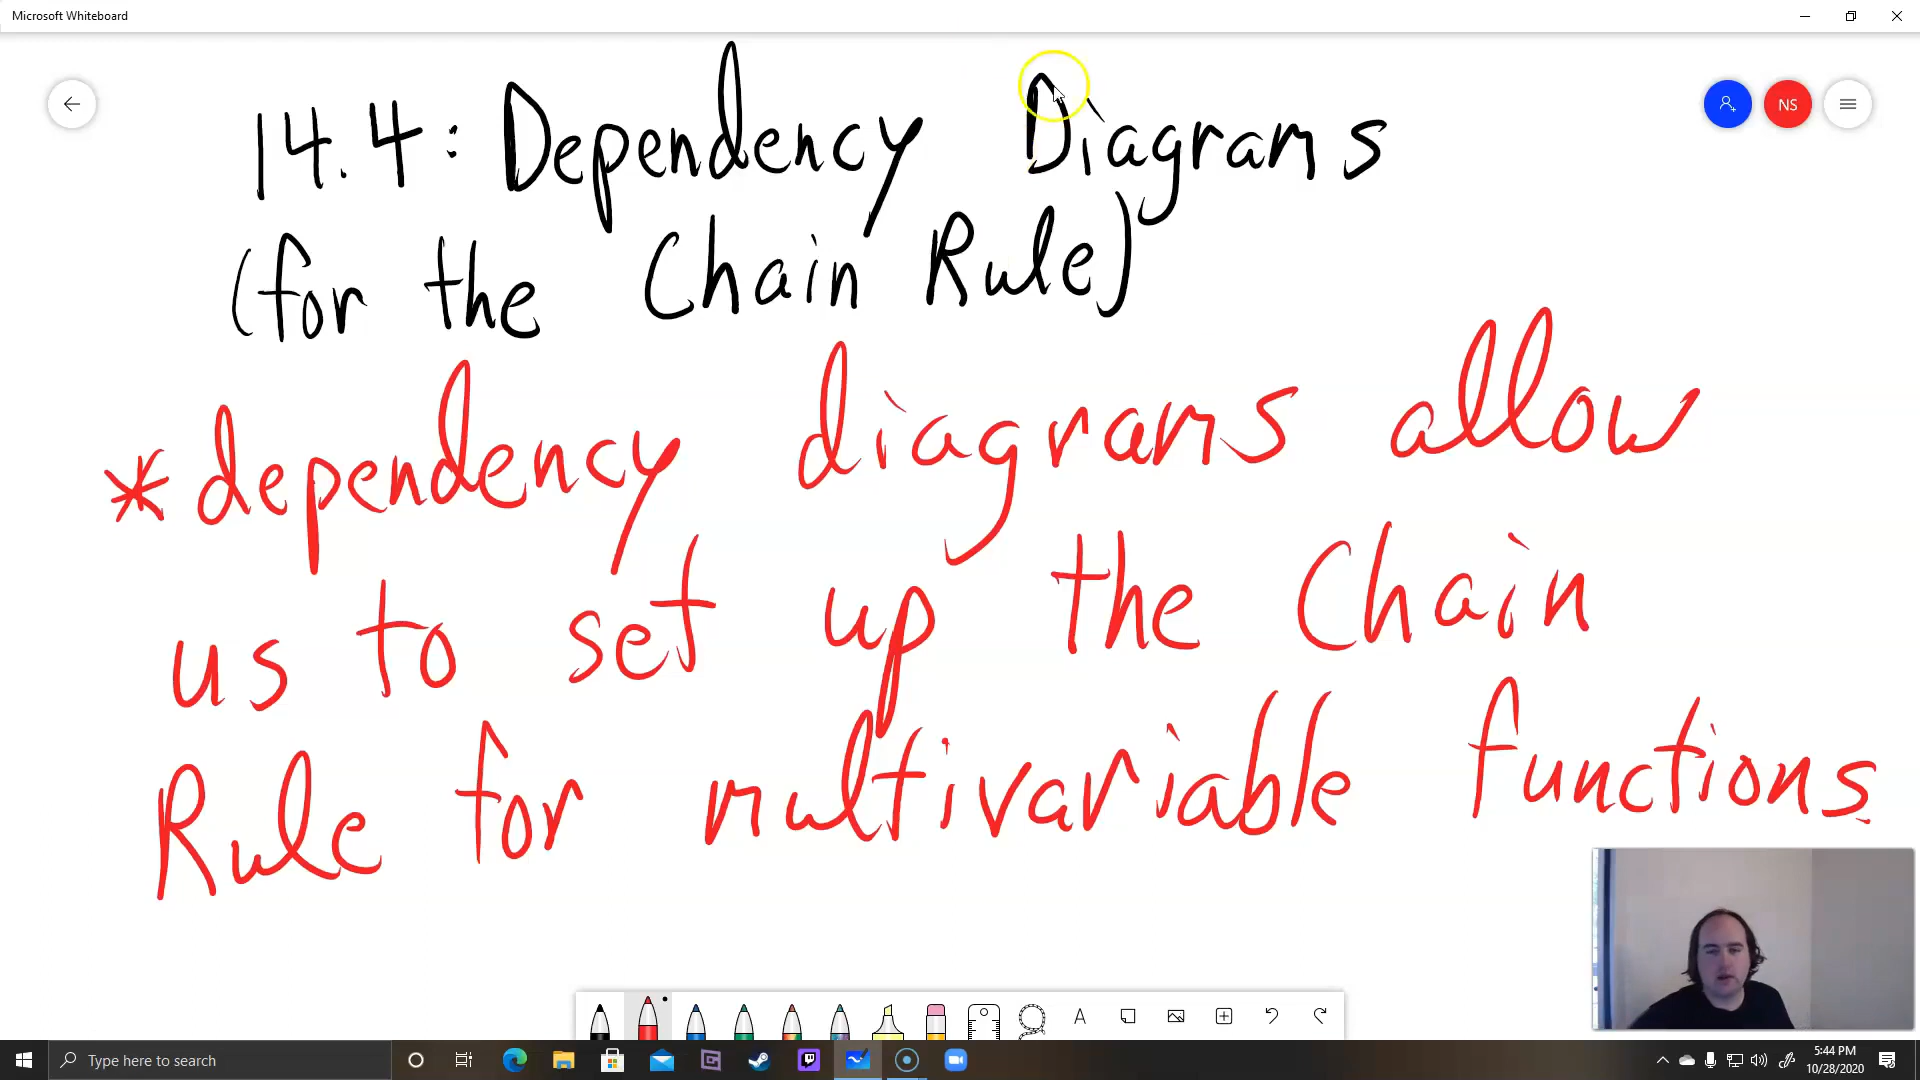 Microsoft Whiteboard
14.4: Dependency Diagrams
(for the Chain Rule)
NS
*dependency diagrams allow
us to set up the Chain
Rule for multivariable functions.
A
Type here to search
5:44 PM
10/28/2020